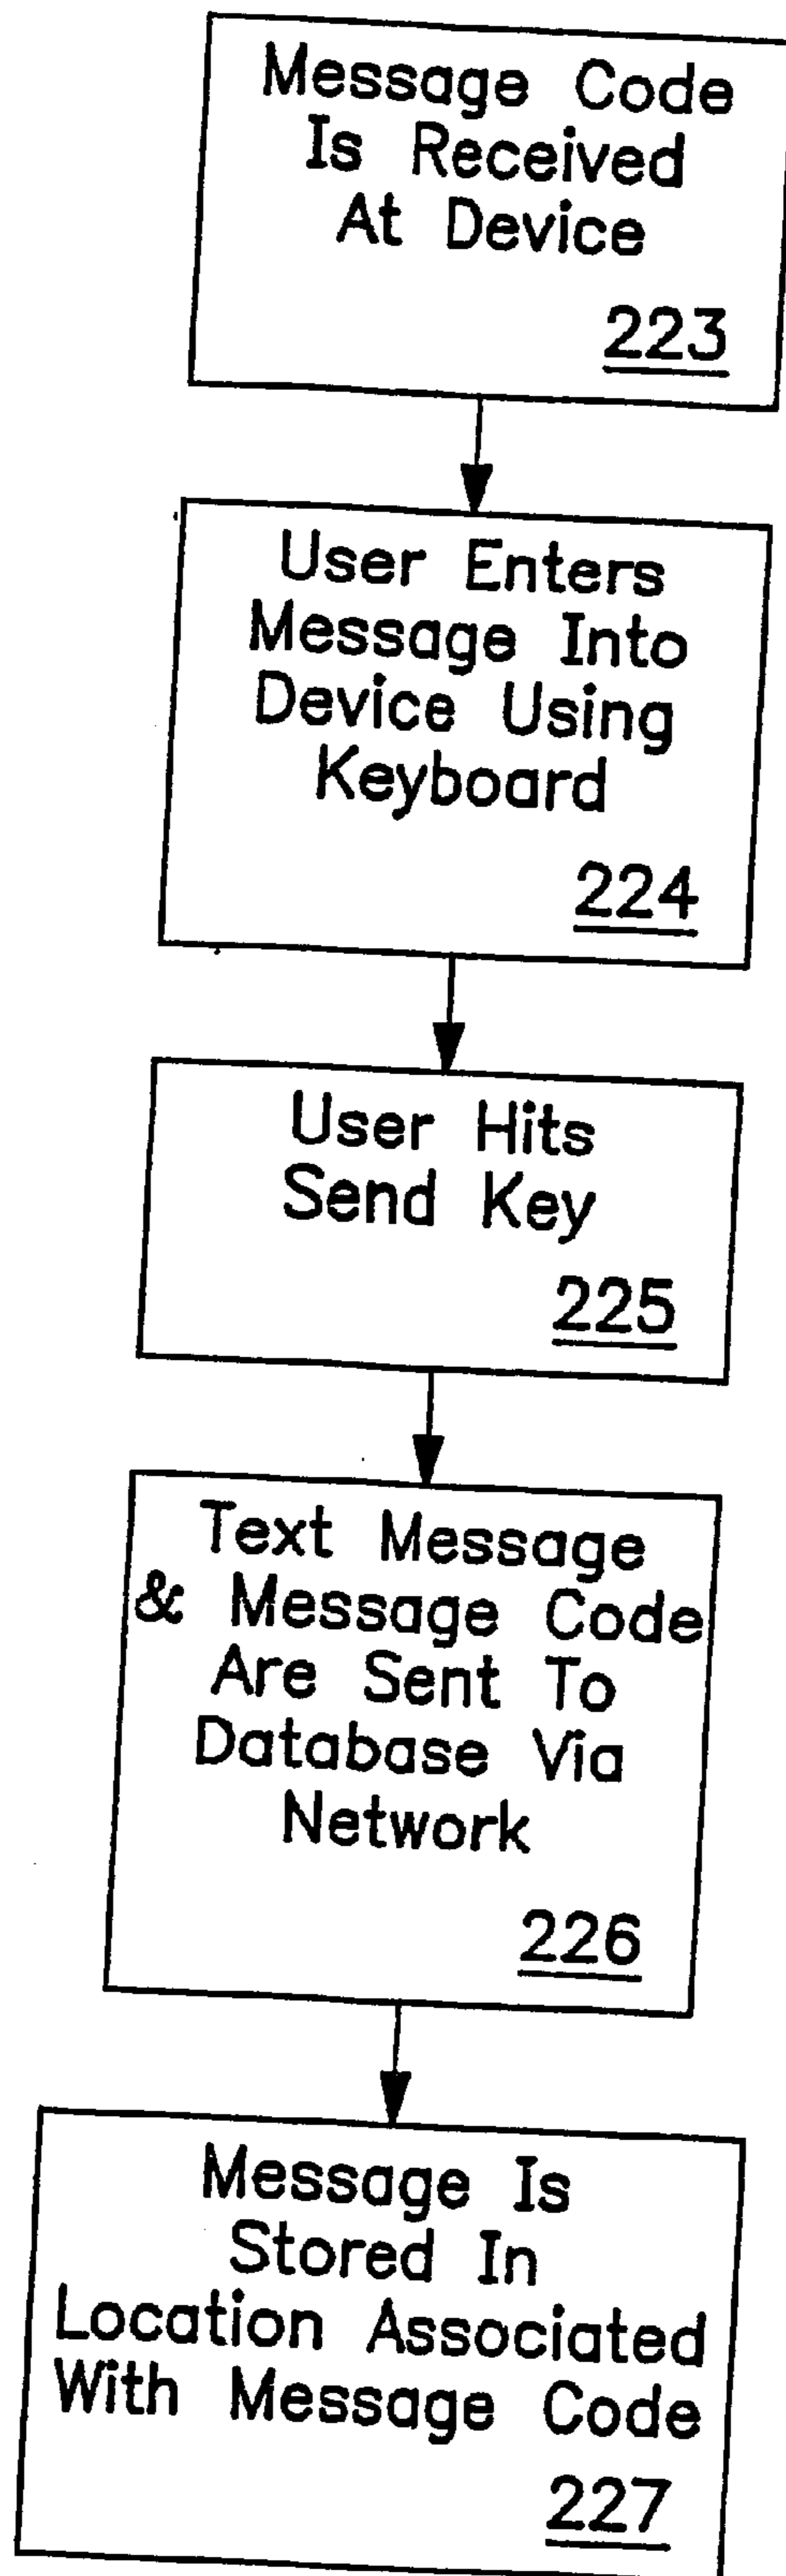 Message Code
Is Received
At Device
223
User Enters
Message Into
Device Using
Keyboard
224
User Hits
Send Key
225
Text Message
& Message Code
Are Sent To
Database Via
Network
226
Message Is
Stored In
Location Associated
With Message Code
227